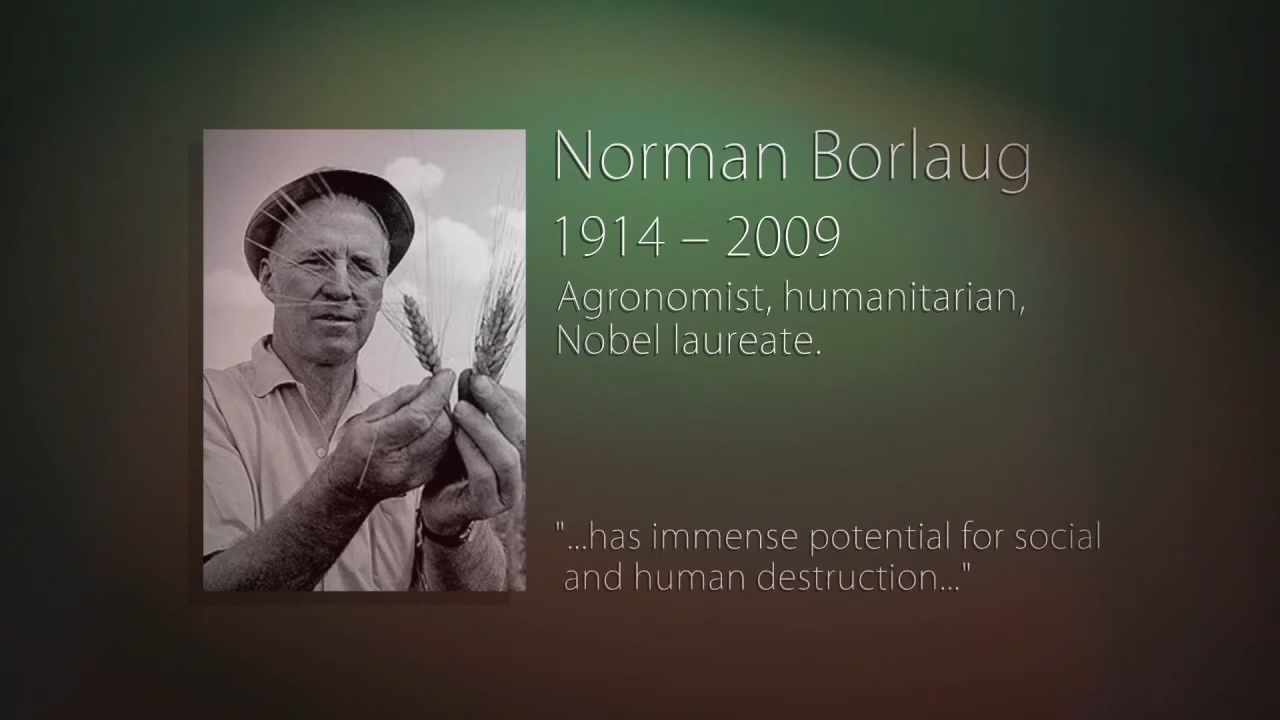 Norman Borlaug
1914 – 2009
Agronomist, humanitarian,
Nobel laureate.
"...has immense potential for social
and human destruction..."